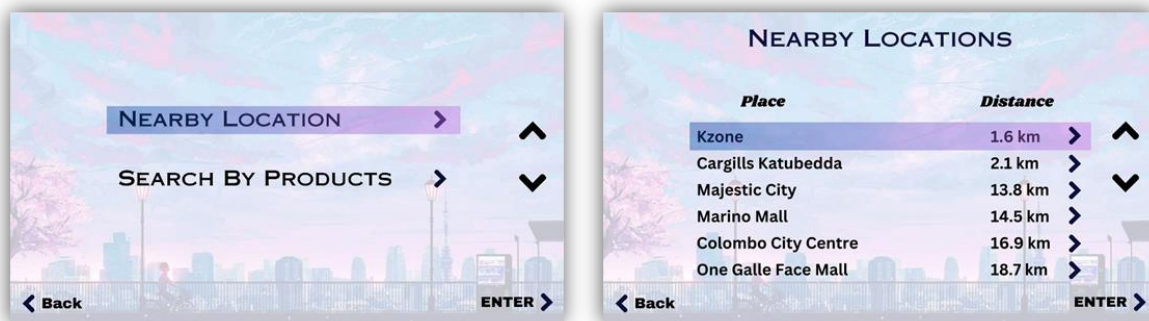 NEARBY LOCATION
SEARCH BY PRODUCTS
Back
ENTER
NEARBY LOCATIONS
Place Distance
Kzone 1.6 km
Cargills Katubedda 2.1 km
Majestic City 13.8 km
Marino Mall 14.5 km
Colombo City Centre 16.9 km
One Galle Face Mall 18.7 km
Back
ENTER